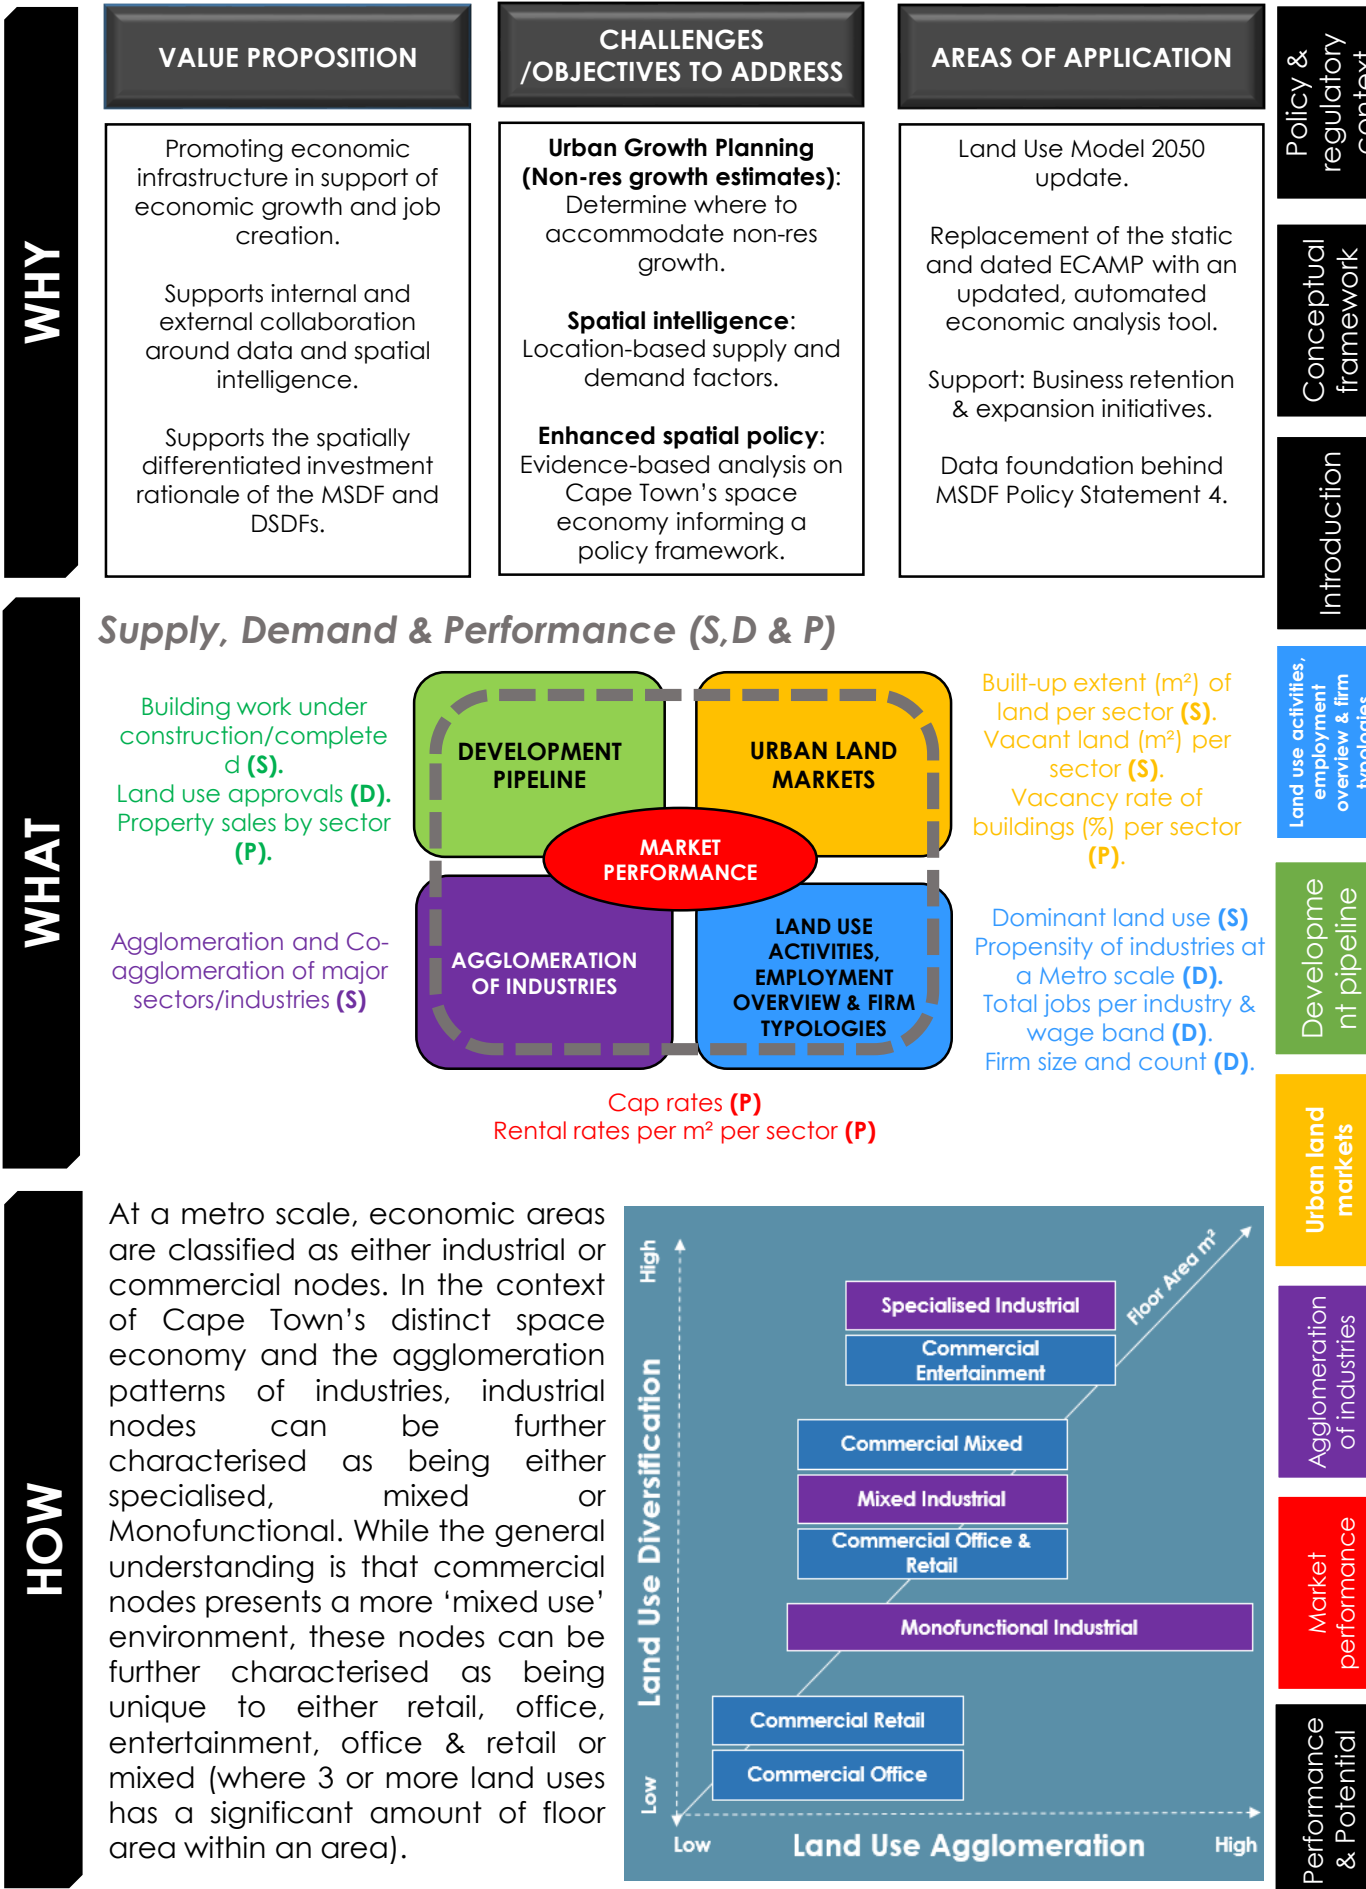 WHY
VALUE PROPOSITION
Promoting economic
infrastructure in support of
economic growth and job
creation.
Supports internal and
external collaboration
around data and spatial
intelligence.
Supports the spatially
differentiated investment
rationale of the MSDF and
DSDFs.
CHALLENGES
/OBJECTIVES TO ADDRESS
Urban Growth Planning
(Non-res growth estimates):
Determine where to
accommodate non-res
growth.
Spatial intelligence:
Location-based supply and
demand factors.
Enhanced spatial policy:
Evidence-based analysis on
Cape Town's space
economy informing a
policy framework.
AREAS OF APPLICATION
Land Use Model 2050
update.
Replacement of the static
and dated ECAMP with an
updated, automated
economic analysis tool.
Support: Business retention
& expansion initiatives.
Data foundation behind
MSDF Policy Statement 4.
WHAT
Supply, Demand & Performance (S,D & P)
Building work under
construction/complete
d (S).
Land use approvals (D).
Property sales by sector
(P).
Agglomeration and Co-
agglomeration of major
sectors/industries (S)
DEVELOPMENT
PIPELINE
URBAN LAND
MARKETS
MARKET
PERFORMANCE
AGGLOMERATION
OF INDUSTRIES
LAND USE
ACTIVITIES,
EMPLOYMENT
OVERVIEW & FIRM
TYPOLOGIES
Built-up extent (m²) of
land per sector (S).
Vacant land (m²) per
sector (S).
Vacancy rate of
buildings (%) per sector
(P).
Dominant land use (S)
Propensity of industries at
a Metro scale (D).
Total jobs per industry &
wage band (D).
Firm size and count (D).
Cap rates (P)
Rental rates per m² per sector (P)
HOW
At a metro scale, economic areas
are classified as either industrial or
commercial nodes. In the context
of Cape Town's distinct space
economy and the agglomeration
patterns of industries, industrial
nodes can be further
characterised as being either
specialised, mixed or
Monofunctional. While the general
understanding is that commercial
nodes presents a more ‘mixed use’
environment, these nodes can be
further characterised as being
unique to either retail, office,
entertainment, office & retail or
mixed (where 3 or more land uses
has a significant amount of floor
area within an area).
High
Land Use Diversification
Low
Floor Area m²
Specialised Industrial
Commercial
Entertainment
Commercial Mixed
Mixed Industrial
Commercial Office &
Retail
Monofunctional Industrial
Commercial Retail
Commercial Office
Low
Land Use Agglomeration
High
Policy &
regulatory
context
Conceptual
framework
Introduction
Land use activities,
employment
overview & firm
typologies
Developme
nt pipeline
Urban land
markets
Agglomeration
of industries
Market
performance
Performance
& Potential